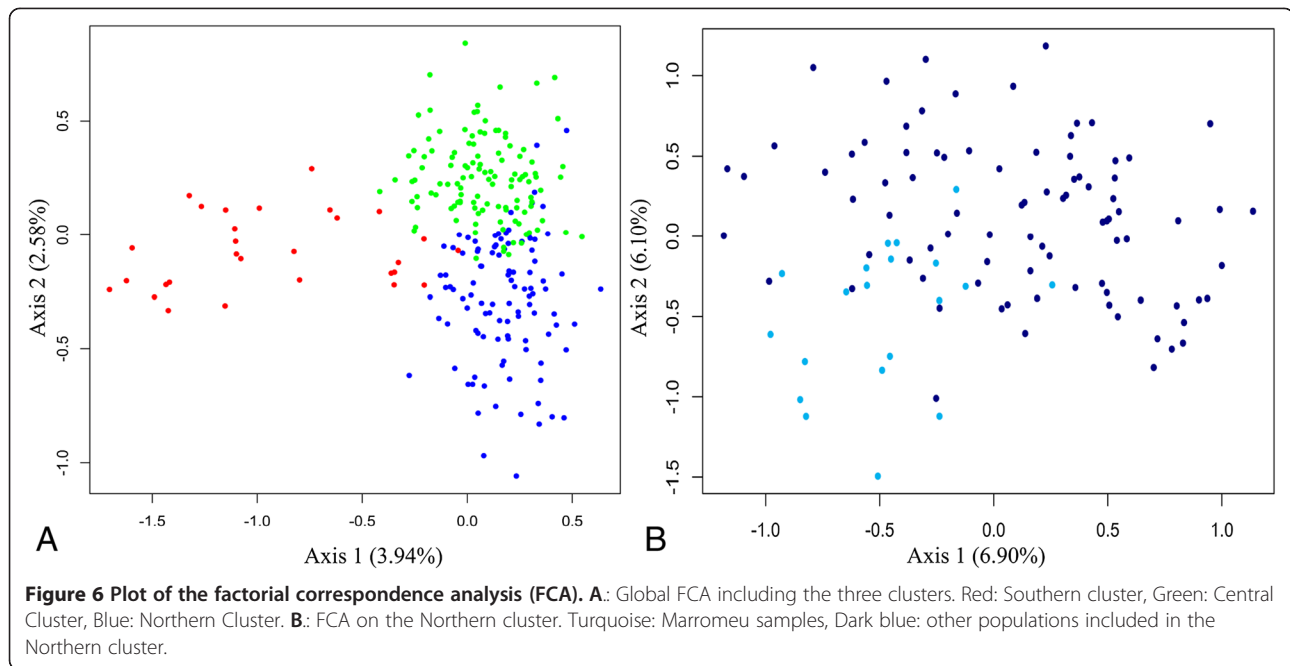 0.5
0.0
-0.5
-1.0
Axis 2 (2.58%)
-1.5 -1.0 -0.5 0.0 0.5
Axis 1 (3.94%)
A
1.0
0.5
0.0
-0.5
-1.0
-1.5
Axis 2 (6.10%)
-1.0 -0.5 0.0 0.5 1.0
Axis 1 (6.90%)
B
Figure 6 Plot of the factorial correspondence analysis (FCA). A.: Global FCA including the three clusters. Red: Southern cluster, Green: Central
Cluster, Blue: Northern Cluster. B.: FCA on the Northern cluster. Turquoise: Marromeu samples, Dark blue: other populations included in the
Northern cluster.